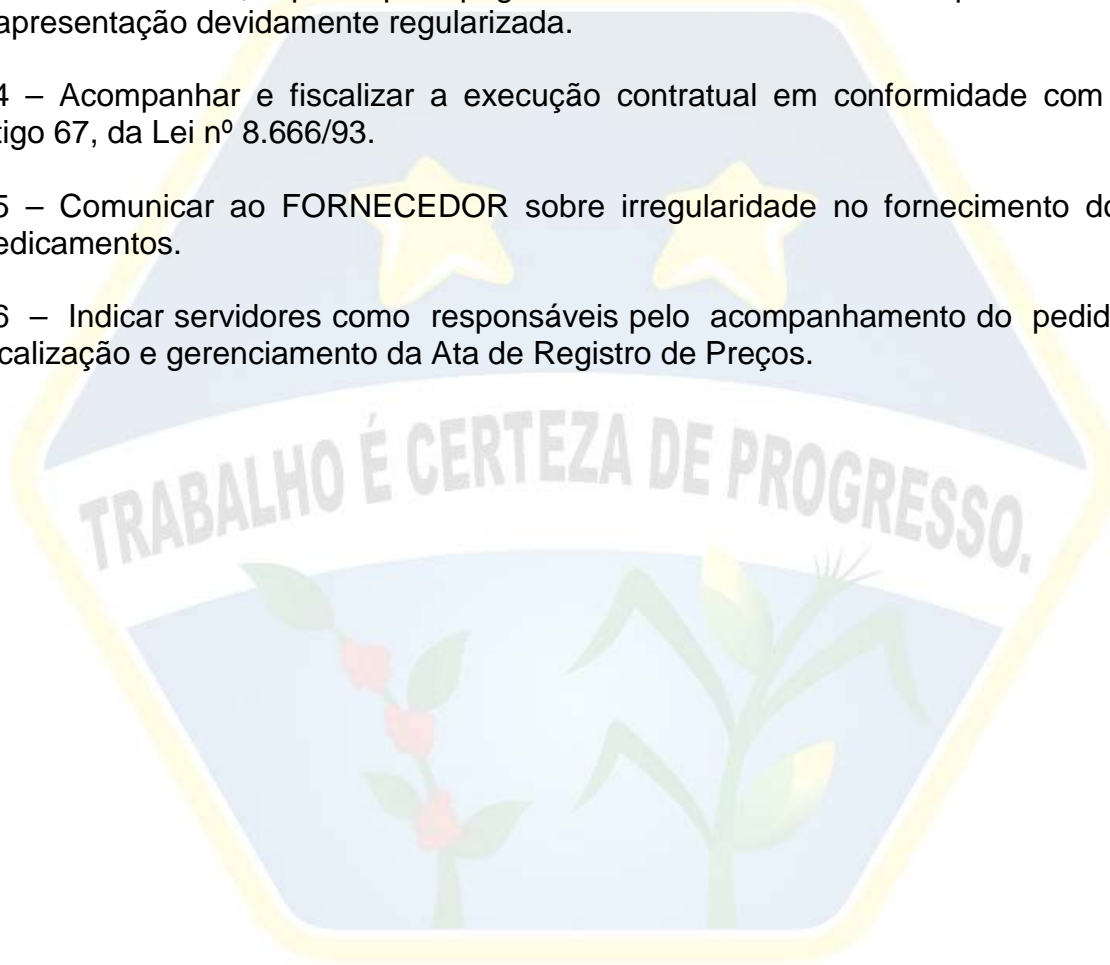 apresentação devidamente regularizada.
4 – Acompanhar e fiscalizar a execução contratual em conformidade com
tigo 67, da Lei nº 8.666/93.
5 – Comunicar ao FORNECEDOR sobre irregularidade no fornecimento do
edicamentos.
6 – Indicar servidores como responsáveis pelo acompanhamento do pedid
calização e gerenciamento da Ata de Registro de Preços.
TRABALHO É CERTEZA DE PROGRESSO.